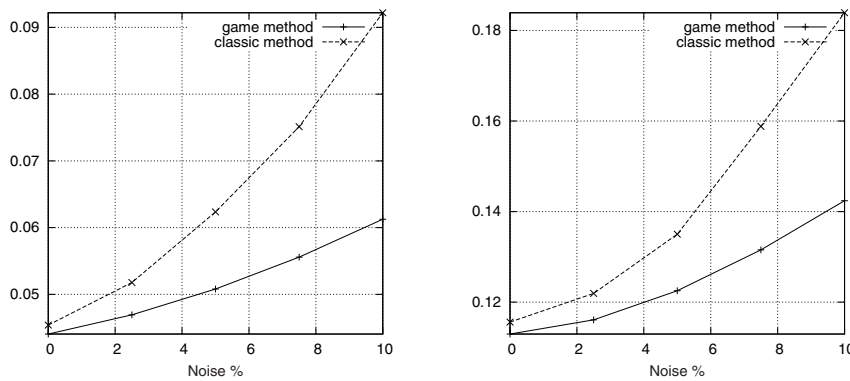 game method
classic method
0.09
0.08
0.07
0.06
0.05
0 2 4 6 8 10
Noise %
game method
classic method
0.18
0.16
0.14
0.12
0 2 4 6 8 10
Noise %